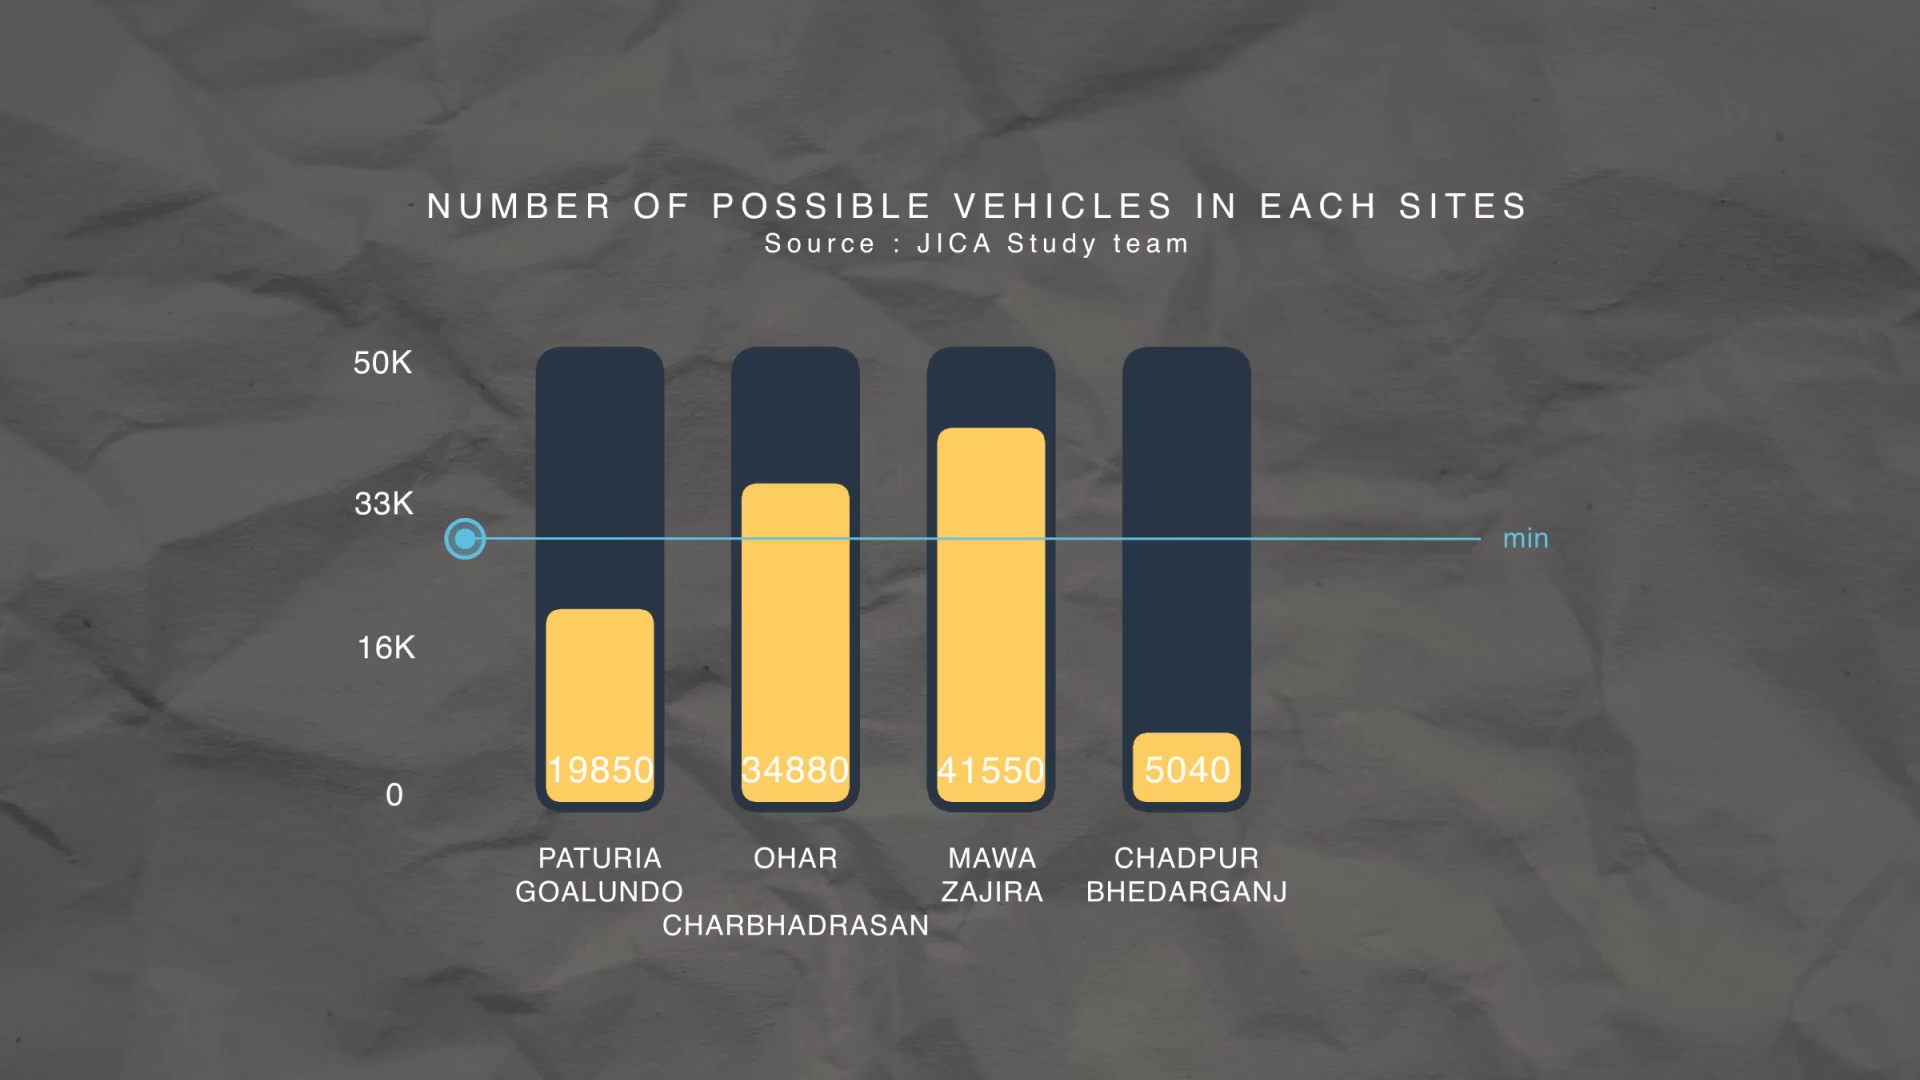 NUMBER OF POSSIBLE VEHICLES IN EACH SITES
Source : JICA Study team
50K
33K
min
16K
0
19850
34880
41550
5040
PATURIA
GOALUNDO
OHAR
CHARBHADRASAN
MAWA
ZAJIRA
CHADPUR
BHEDARGANJ